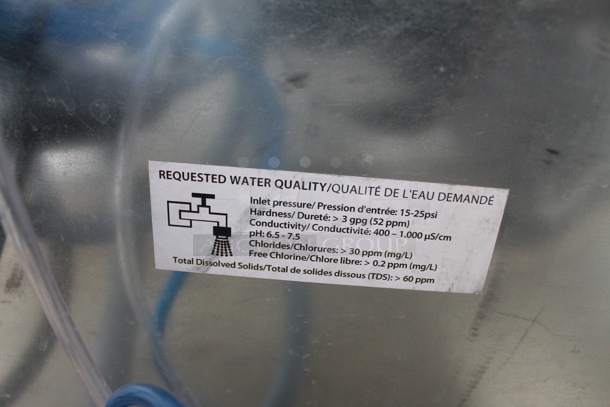 REQUESTED WATER QUALITY/QUALITÉ DE L'EAU DEMANDÉ
Inlet pressure/ Pression d'entrée: 15-25psi
Hardness/ Dureté: > 3 gpg (52 ppm)
Conductivity/ Conductivité: 400 – 1.000 µS/cm
pH: 6.5 - 7.5
Chlorides/Chlorures: > 30 ppm (mg/L)
Free Chlorine/Chlore libre: > 0.2 ppm (mg/L)
Total Dissolved Solids/Total de solides dissous (TDS): > 60 ppm
GROUP